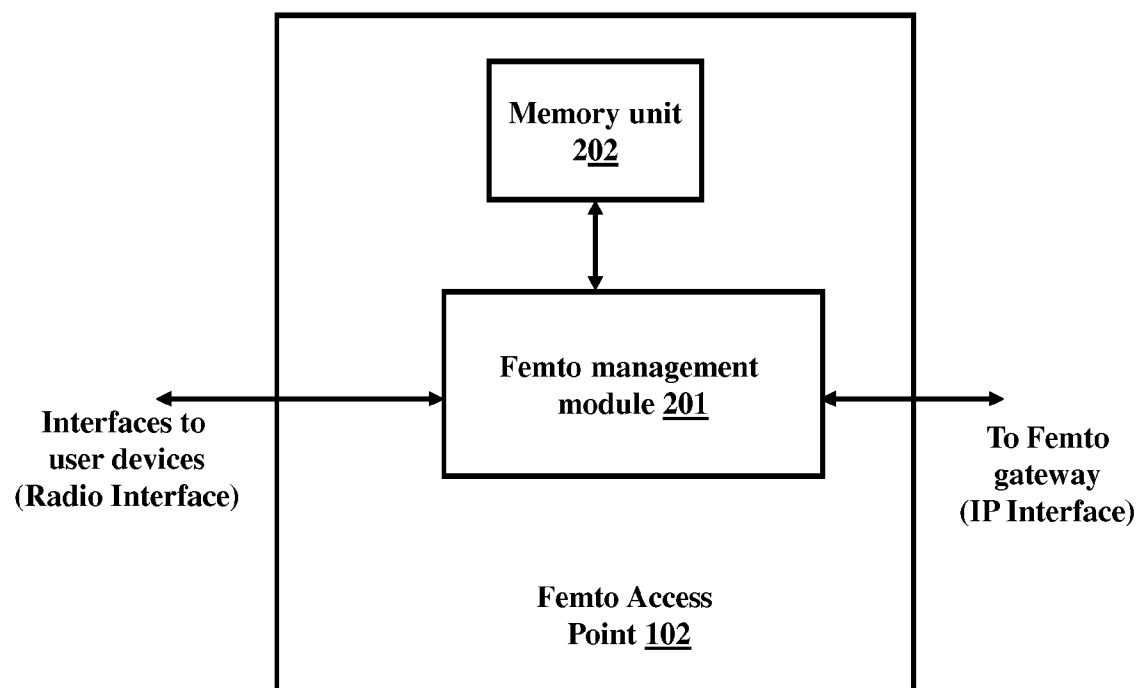 Memory unit
202
Femto management
module 201
Interfaces to
user devices
(Radio Interface)
To Femto
gateway
(IP Interface)
Femto Access
Point 102